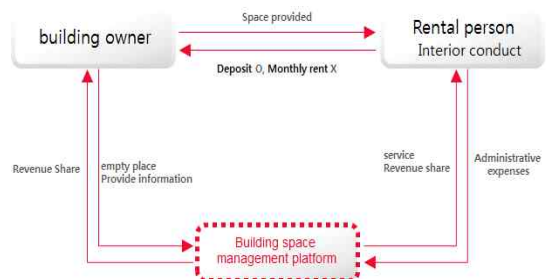 Space provided
building owner
Rental person
Interior conduct
Deposit O, Monthly rent X
Revenue Share
empty place
Provide information
service
Revenue share
Administrative
expenses
Building space
management platform